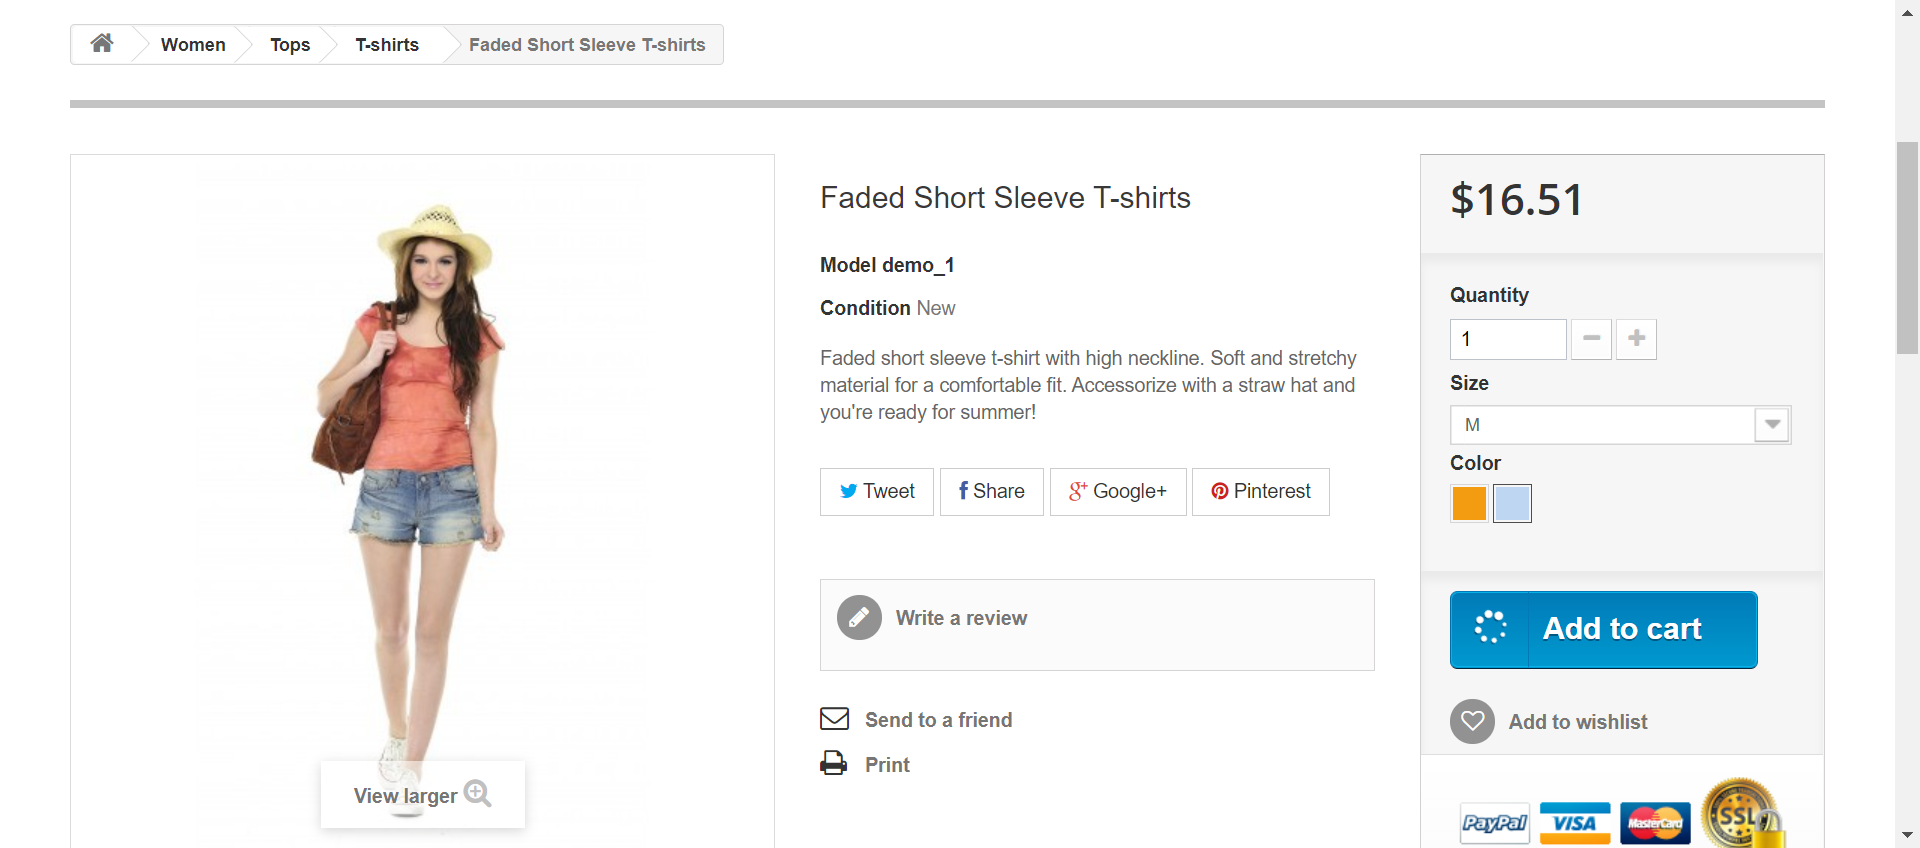 Women
Tops
T-shirts
Faded Short Sleeve T-shirts
View larger
Faded Short Sleeve T-shirts
Model demo_1
Condition New
Faded short sleeve t-shirt with high neckline. Soft and stretchy
material for a comfortable fit. Accessorize with a straw hat and
you're ready for summer!
Tweet
Share
Google+
Pinterest
Write a review
Send to a friend
Print
$16.51
Quantity
1
Size
M
Color
Add to cart
Add to wishlist
PayPal
VISA
MasterCard
SSL